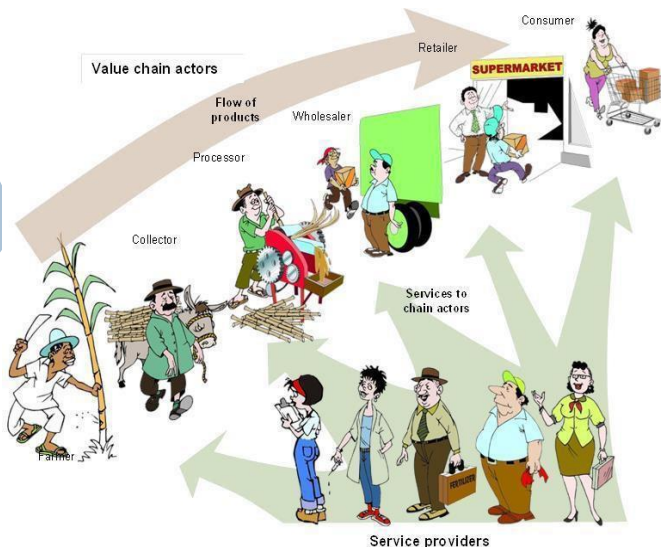 Consumer
Retailer
Value chain actors
SUPERMARKET
Flow of
products
Wholesaler
Processor
Collector
Services to
chain actors
Farmer
FERTILIZER
Service providers